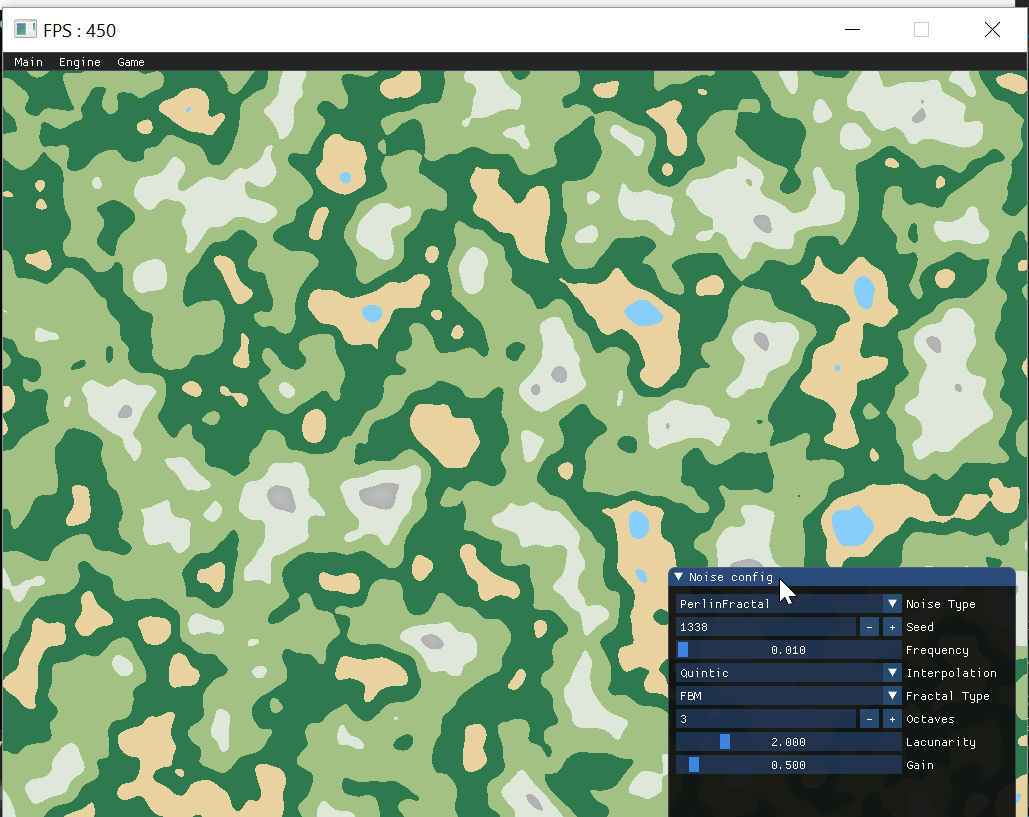 FPS : 450
Main Engine Game
Noise config
PerlinFractal Noise Type
1338 - + Seed
0.010 Frequency
Quintic Interpolation
FBM Fractal Type
3 - + Octaves
2.000 Lacunarity
0.500 Gain